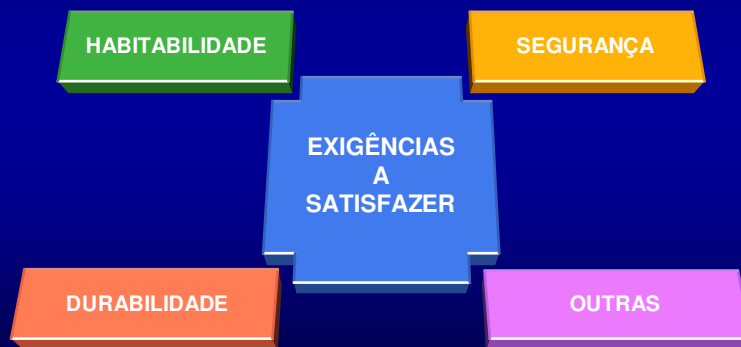 HABITABILIDADE
SEGURANÇA
EXIGÊNCIAS
A
SATISFAZER
DURABILIDADE
OUTRAS